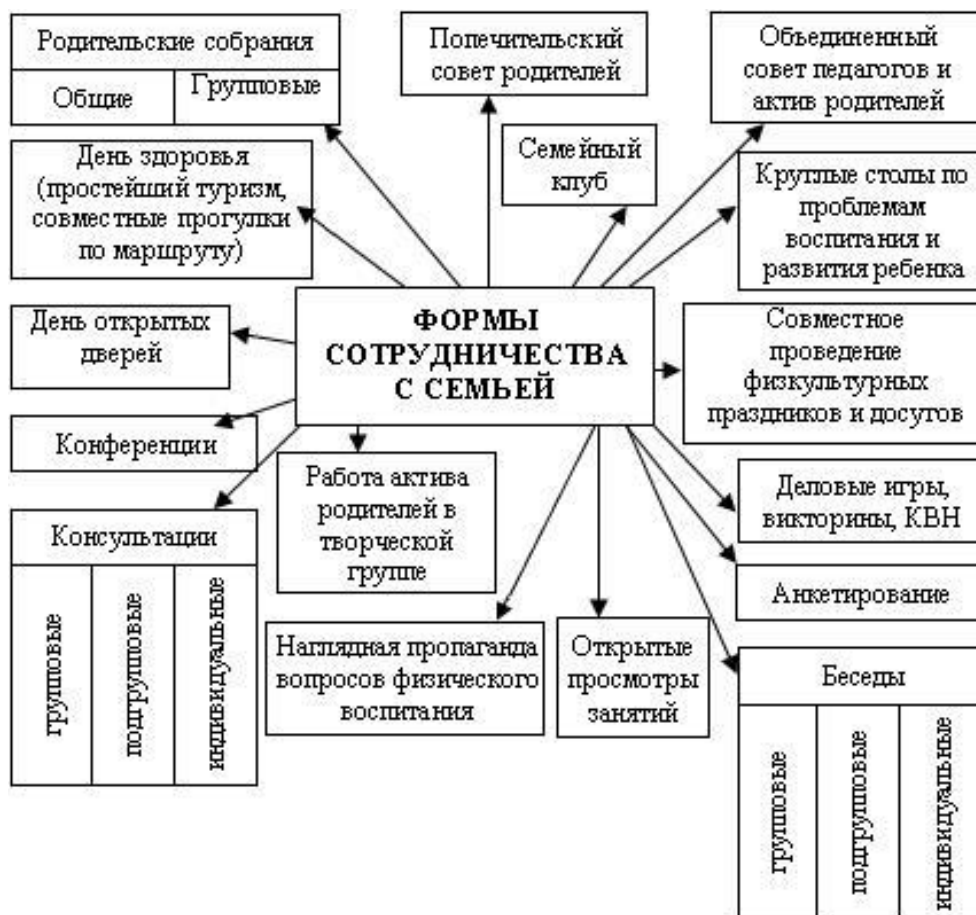 Родительские собрания
Общие
Групповые
Попечительский
совет родителей
Объединенный
совет педагогов и
актив родителей
День здоровья
(простейший туризм,
совместные прогулки
по маршруту)
Семейный
клуб
Круглые столы по
проблемам
воспитания и
развития ребенка
День открытых
дверей
ФОРМЫ
СОТРУДНИЧЕСТВА
С СЕМЬЕЙ
Совместное
проведение
физкультурных
праздников и досугов
Конференции
Работа актива
родителей в
творческой
группе
Деловые игры,
викторины, КВН
Консультации
групповые
подгрупповые
индивидуальные
Анкетирование
Наглядная пропаганда
вопросов физического
воспитания
Открытые
просмотры
занятий
Беседы
групповые
подгрупповые
индивидуальные